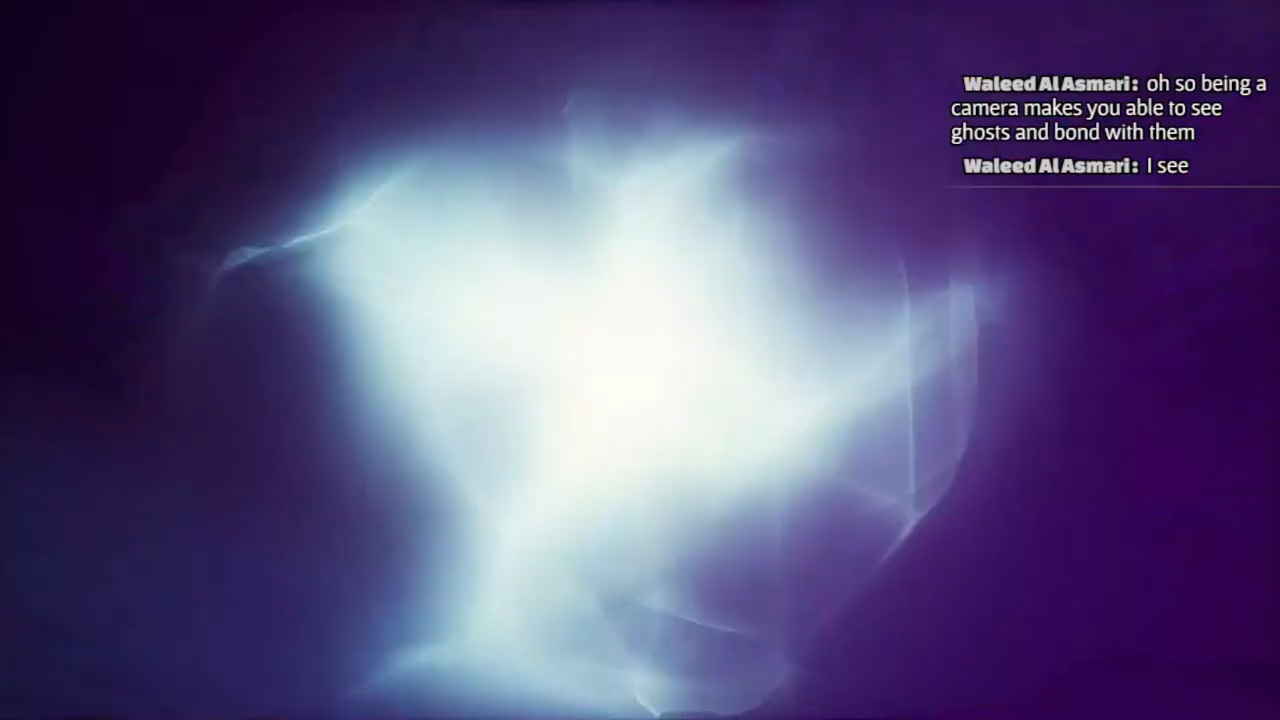 Waleed Al Asmari: oh so being a
camera makes you able to see
ghosts and bond with them
Waleed Al Asmari: I see